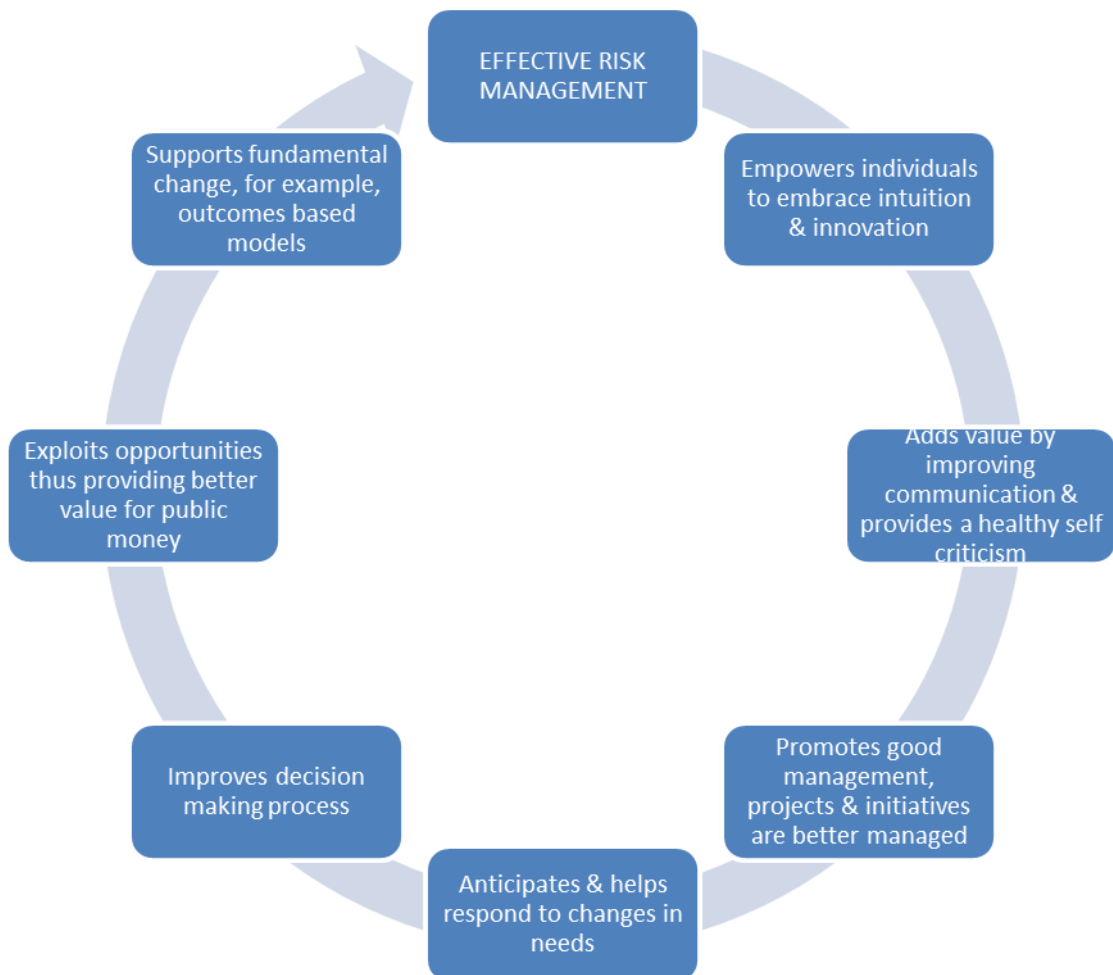 EFFECTIVE RISK
MANAGEMENT
Empowers individuals
to embrace intuition
& innovation
Adds value by
improving
communication &
provides a healthy self
criticism
Promotes good
management,
projects & initiatives
are better managed
Anticipates & helps
respond to changes in
needs
Improves decision
making process
Exploits opportunities
thus providing better
value for public
money
Supports fundamental
change, for example,
outcomes based
models